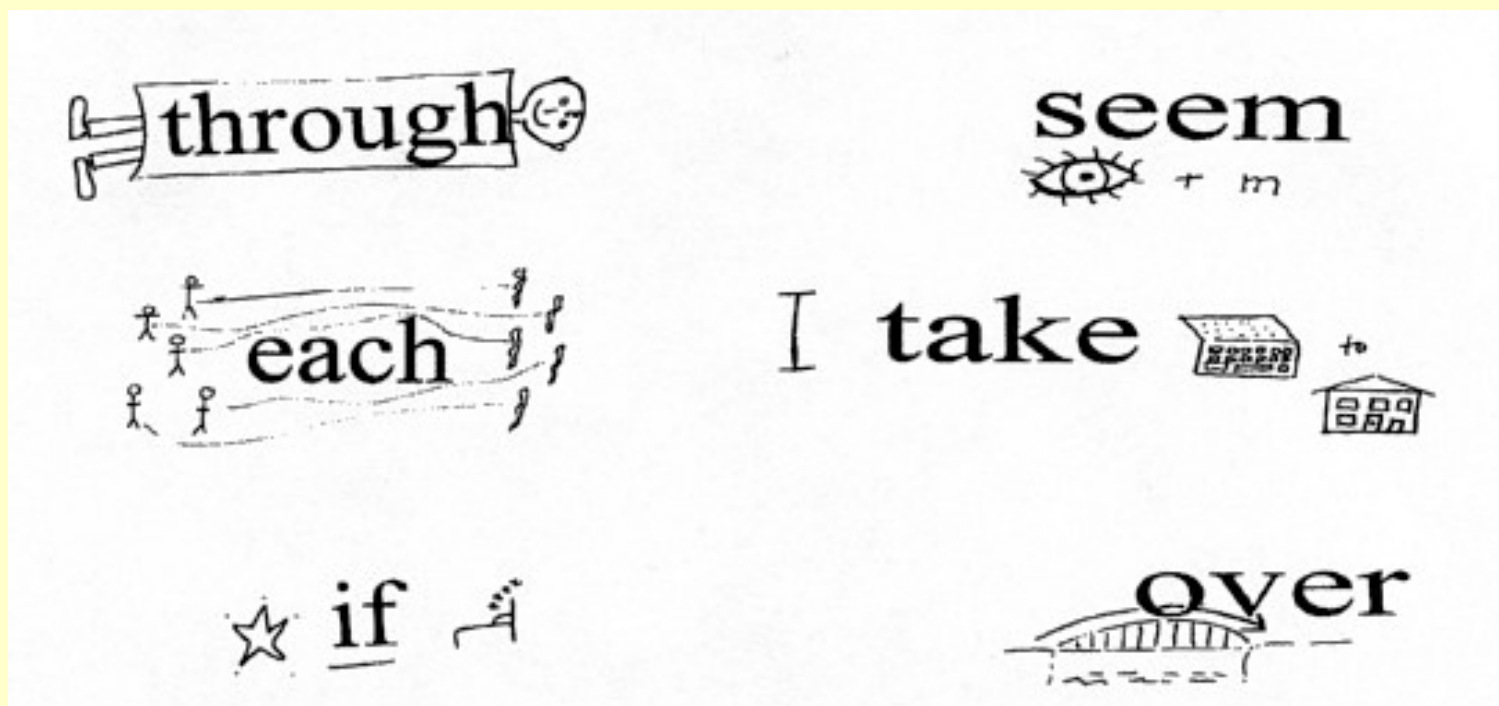 through
seem
+ m
each
I take to
if
over